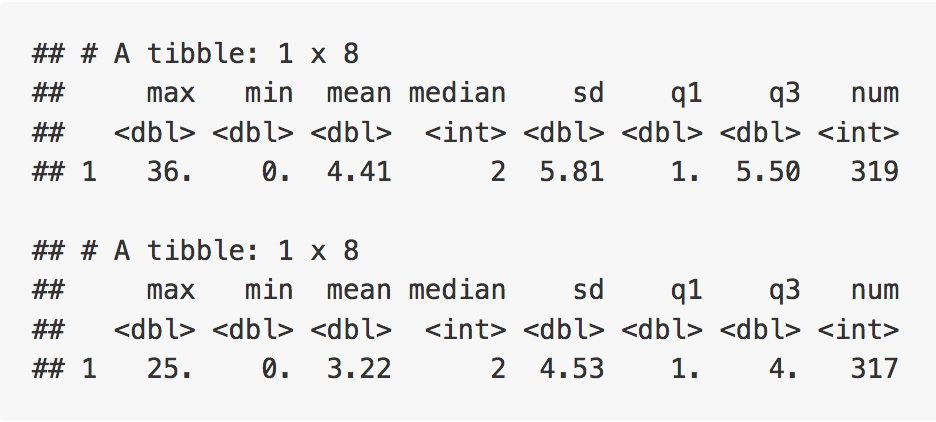 ## # A tibble: 1 x 8
##     max   min  mean median    sd    q1    q3   num
##   <dbl> <dbl> <dbl>  <int> <dbl> <dbl> <dbl> <int>
## 1   36.    0.  4.41      2  5.81    1.  5.50   319
## # A tibble: 1 x 8
##     max   min  mean median    sd    q1    q3   num
##   <dbl> <dbl> <dbl>  <int> <dbl> <dbl> <dbl> <int>
## 1   25.    0.  3.22      2  4.53    1.    4.   317